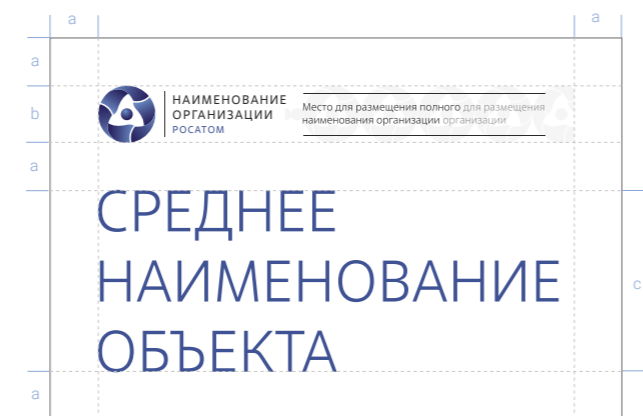 a
a
a
b
a
НАИМЕНОВАНИЕ
ОРГАНИЗАЦИИ
РОСАТОМ
Место для размещения полного для размещения
наименования организации организации
СРЕДНЕЕ
НАИМЕНОВАНИЕ
ОБЪЕКТА
c
a